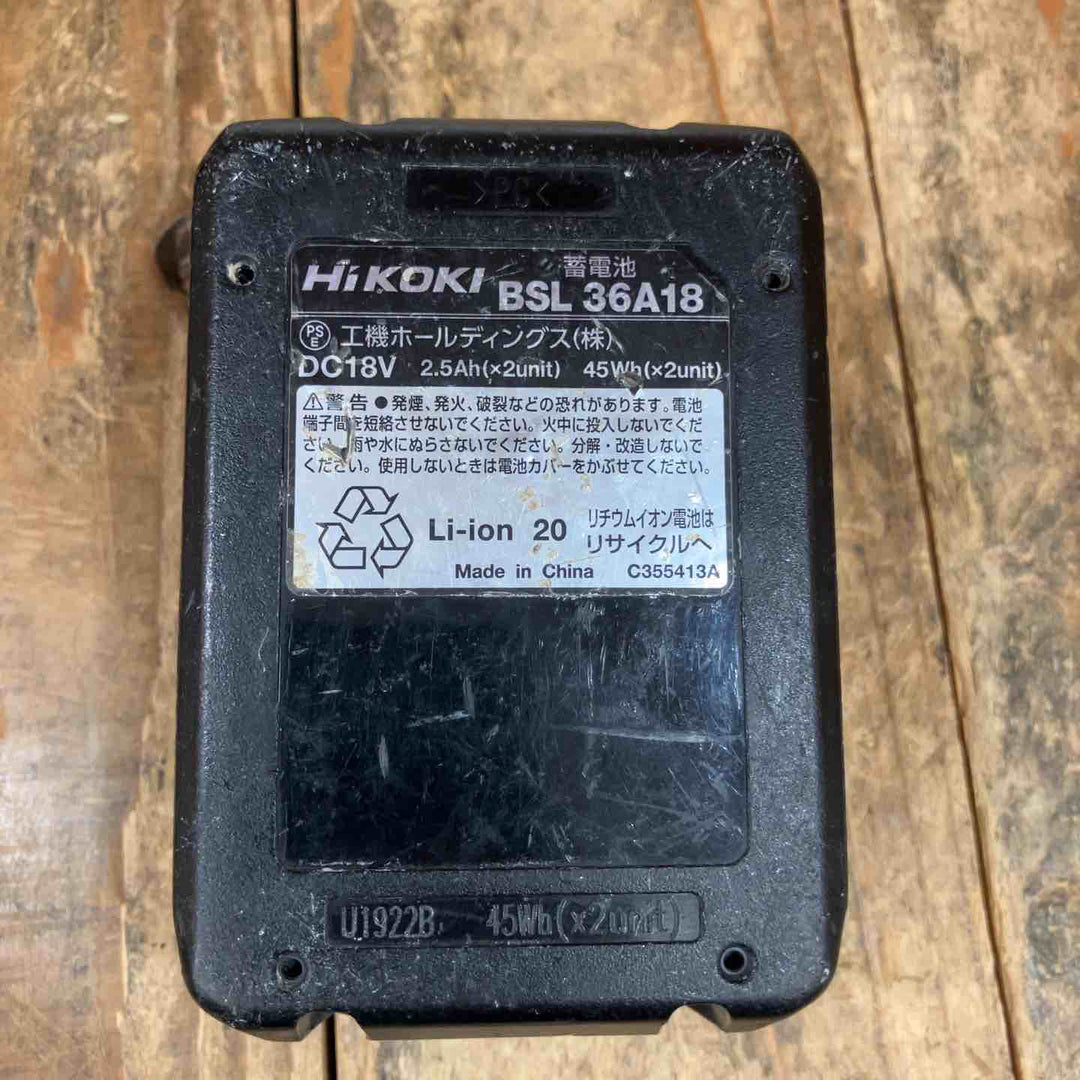 >PC<
HiKOKI 蓄電池
BSL 36A18
PSE 工機ホールディングス(株)
DC18V 2.5Ah(×2unit) 45Wh(×2unit)
⚠警告 ●発煙、発火、破裂などの恐れがあります。電池
端子間を短絡させないでください。火中に投入しないでくだ
さい。雨や水にぬらさないでください。分解・改造しないで
ください。使用しないときは電池カバーをかぶせてください。
Li-ion 20 リチウムイオン電池は
リサイクルへ
Made in China C355413A
U1922B 45Wh(×2unit)